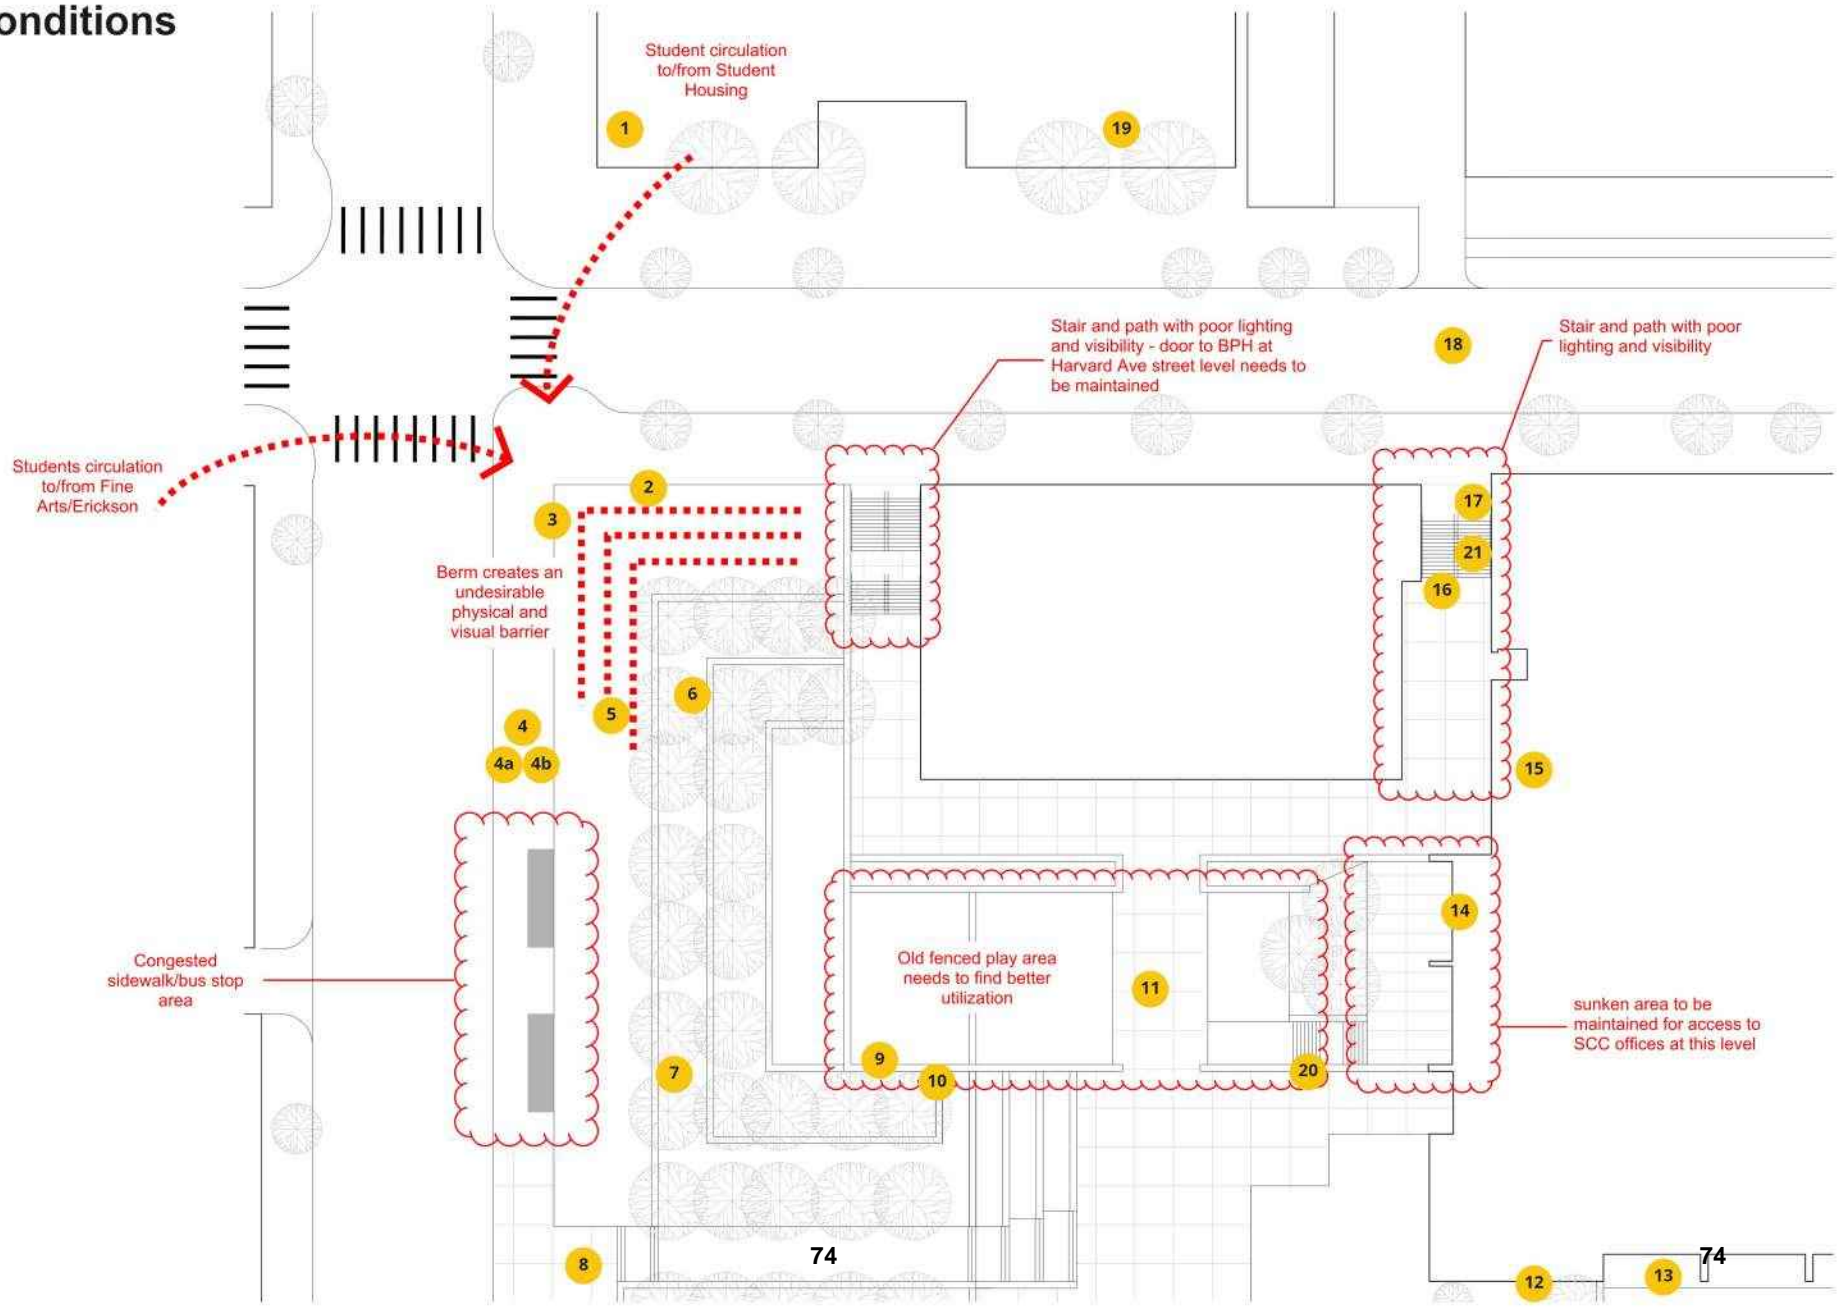 onditions
Student circulation
to/from Student
Housing
1
19
Stair and path with poor lighting
and visibility - door to BPH at
Harvard Ave street level needs to
be maintained
18
Stair and path with poor
lighting and visibility
Students circulation
to/from Fine
Arts/Erickson
2
3
17
21
16
Berm creates an
undesirable
physical and
visual barrier
6
5
4
4a
4b
15
14
Congested
sidewalk/bus stop
area
Old fenced play area
needs to find better
utilization
11
sunken area to be
maintained for access to
SCC offices at this level
9
10
7
20
8
74
74
12
13